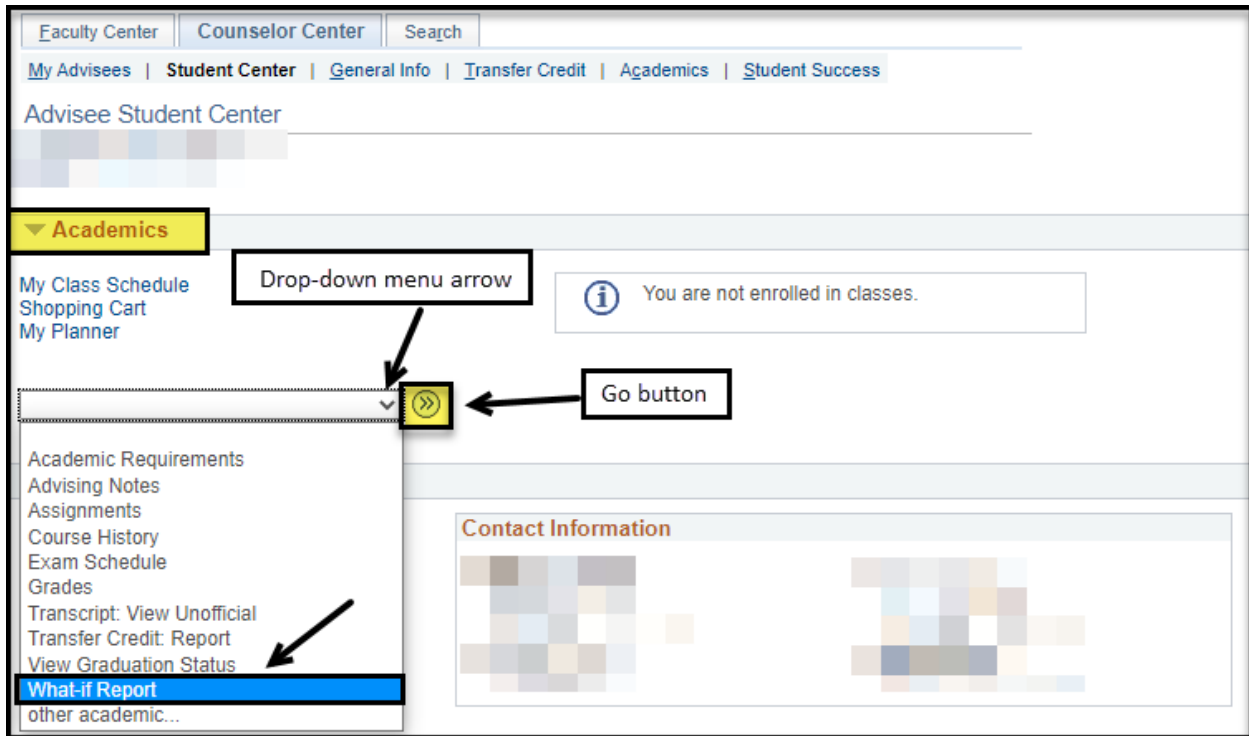 Faculty Center Counselor Center Search
My Advisees | Student Center | General Info | Transfer Credit | Academics | Student Success
Advisee Student Center
Academics
My Class Schedule
Shopping Cart
My Planner
Drop-down menu arrow
You are not enrolled in classes.
Go button
Academic Requirements
Advising Notes
Assignments
Course History
Exam Schedule
Grades
Transcript: View Unofficial
Transfer Credit: Report
View Graduation Status
What-if Report
other academic...
Contact Information